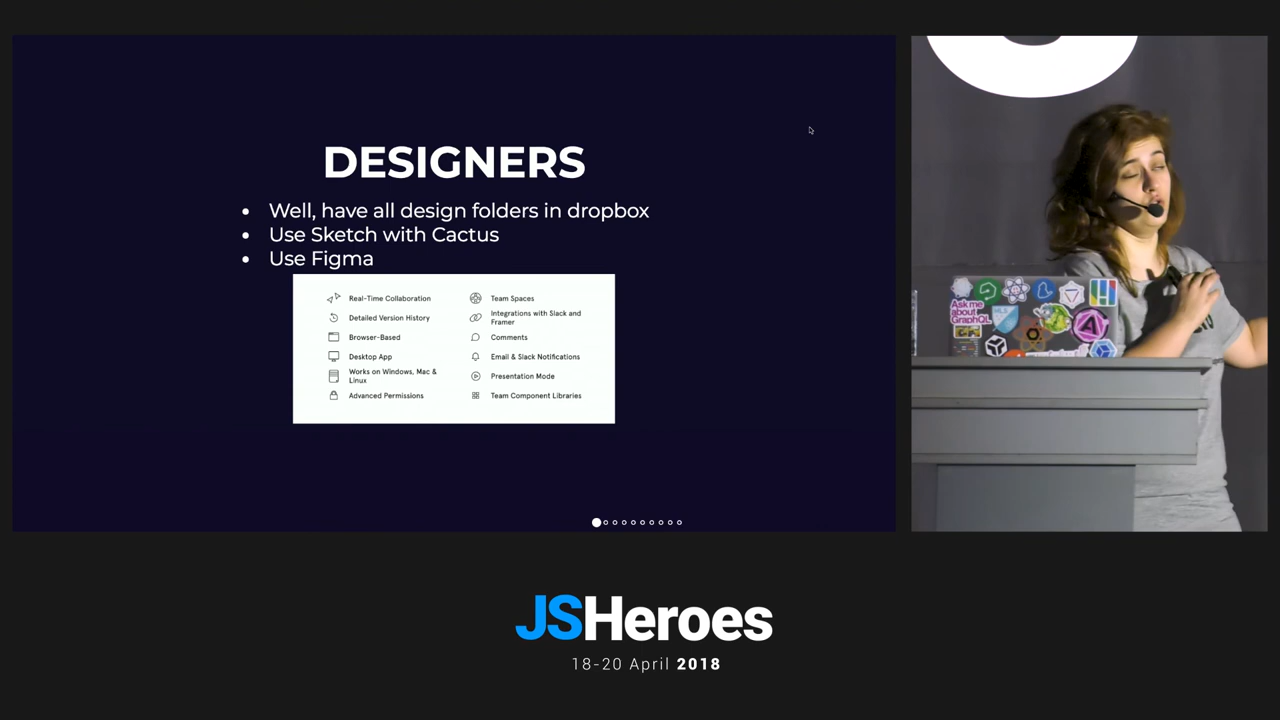 DESIGNERS
• Well, have all design folders in dropbox
• Use Sketch with Cactus
• Use Figma
Real-Time Collaboration
Detailed Version History
Browser-Based
Desktop App
Works on Windows, Mac &
Linux
Advanced Permissions
Team Spaces
Integrations with Slack and
Framer
Comments
Email & Slack Notifications
Presentation Mode
Team Component Libraries
Ask me
about
GraphQL
JSHeroes
18-20 April 2018